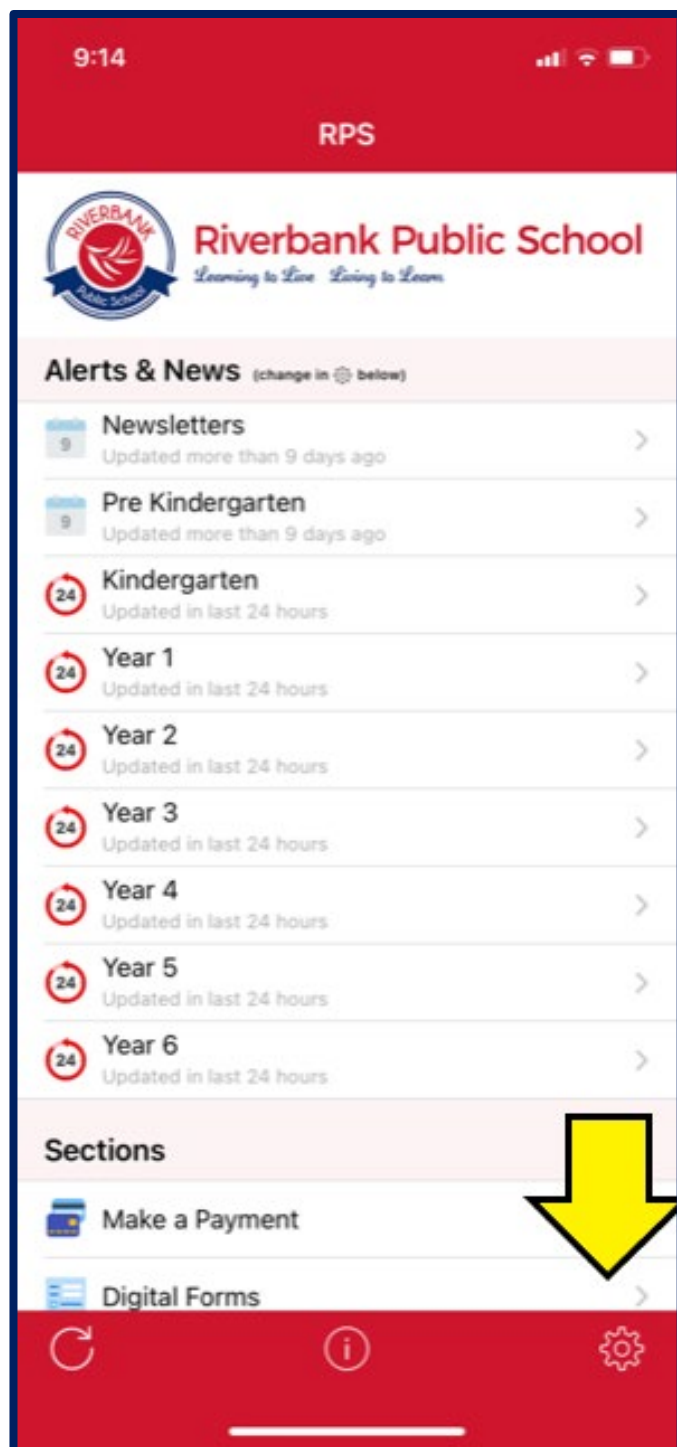 9:14
RPS
RIVERBANK
Public School
Riverbank Public School
Learning to Live Living to Learn
Alerts & News (change in below)
Newsletters
9
Updated more than 9 days ago
Pre Kindergarten
9
Updated more than 9 days ago
Kindergarten
24
Updated in last 24 hours
Year 1
24
Updated in last 24 hours
Year 2
24
Updated in last 24 hours
Year 3
24
Updated in last 24 hours
Year 4
24
Updated in last 24 hours
Year 5
24
Updated in last 24 hours
Year 6
24
Updated in last 24 hours
Sections
Make a Payment
Digital Forms
i